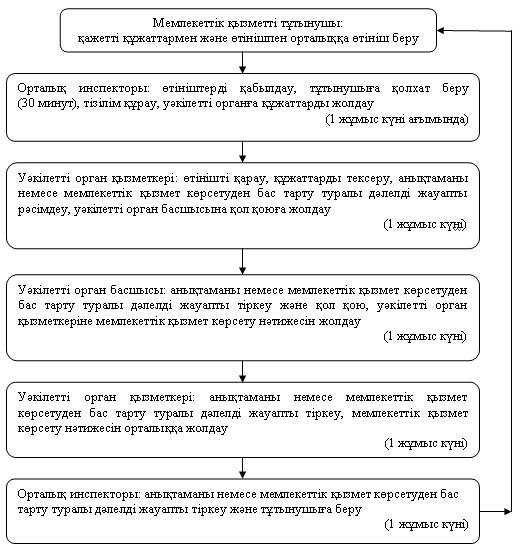 Мемлекеттік қызметті тұтынушы:
қажетті құжаттармен және өтінішпен орталыққа өтініш беру
Орталық инспекторы: өтініштерді қабылдау, тұтынушыға қолхат беру
(30 минут), тізілім құрау, уәкілетті органға құжаттарды жолдау
(1 жұмыс күні ағымында)
Уәкілетті орган қызметкері: өтінішті қарау, құжаттарды тексеру, анықтаманы
немесе мемлекеттік қызмет көрсетуден бас тарту туралы дәлелді жауапты
рәсімдеу, уәкілетті орган басшысына қол қоюға жолдау
(1 жұмыс күні)
Уәкілетті орган басшысы: анықтаманы немесе мемлекеттік қызмет көрсетуден
бас тарту туралы дәлелді жауапты тіркеу және қол қою, уәкілетті орган
қызметкеріне мемлекеттік қызмет көрсету нәтижесін жолдау
(1 жұмыс күні)
Уәкілетті орган қызметкері: анықтаманы немесе мемлекеттік қызмет
көрсетуден бас тарту туралы дәлелді жауапты тіркеу, мемлекеттік қызмет
көрсету нәтижесін орталыққа жолдау
(1 жұмыс күні)
Орталық инспекторы: анықтаманы немесе мемлекеттік қызмет көрсетуден бас
тарту туралы дәлелді жауапты тіркеу және тұтынушыға беру
(1 жұмыс күні)